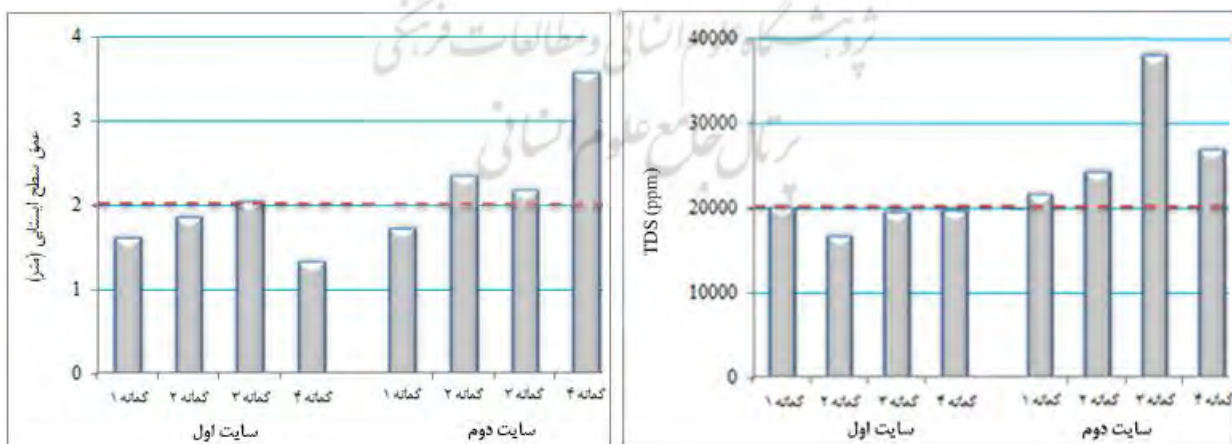 پژوهشگاه علوم انسانی و مطالعات فرهنگی
پرتال جامع علوم انسانی
عمق سطح ایستابی (متر)
4
3
2
1
0
گمانه ۱ گمانه ۲ گمانه ۳ گمانه ۴ گمانه ۱ گمانه ۲ گمانه ۳ گمانه ۴
سایت اول سایت دوم
TDS (ppm)
40000
30000
20000
10000
0
گمانه ۱ گمانه ۲ گمانه ۳ گمانه ۴ گمانه ۱ گمانه ۲ گمانه ۳ گمانه ۴
سایت اول سایت دوم